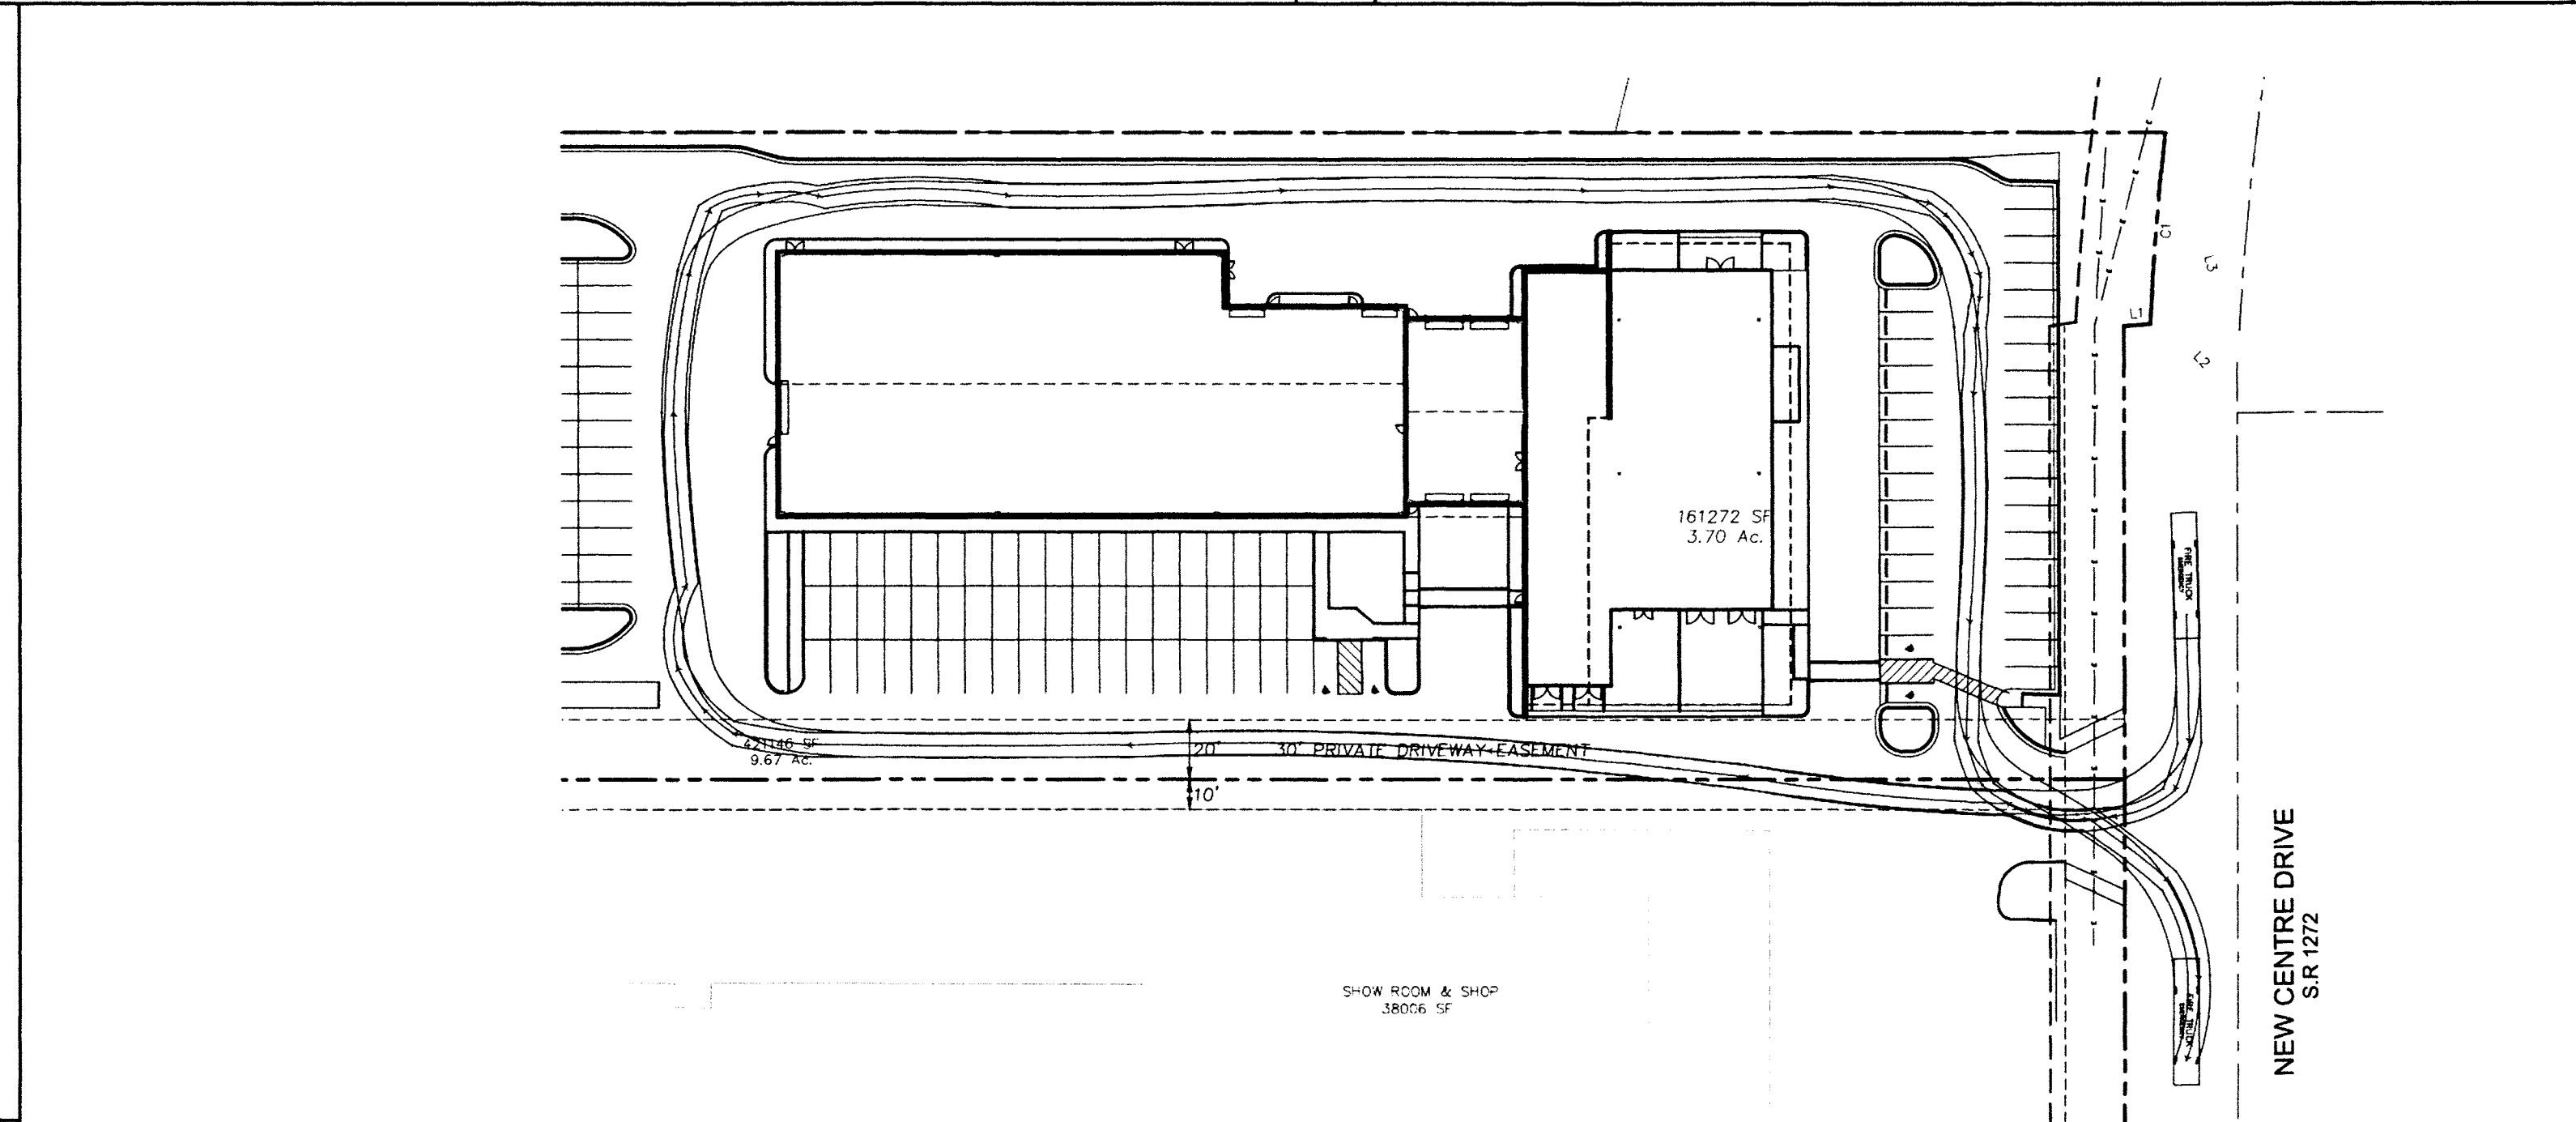 C1
L3
L1
L2
161272 SF
3.70 Ac.
FIRE TRUCK
421146 SF
9.67 Ac.
20'
30' PRIVATE DRIVEWAY EASEMENT
10'
SHOW ROOM & SHOP
38006 SF
NEW CENTRE DRIVE
S.R 1272
FIRE TRUCK